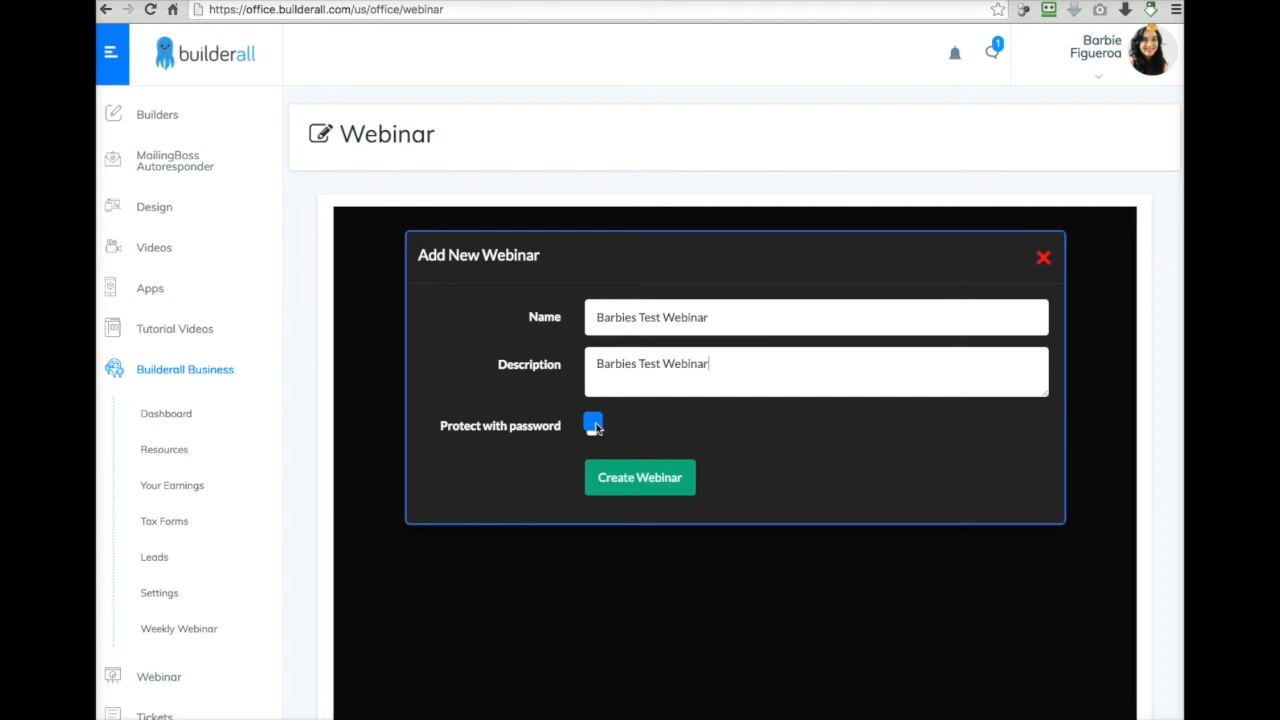 https://office.builderall.com/us/office/webinar
builderall
1
Barbie
Figueroa
Builders
MailingBoss
Autoresponder
Design
Videos
Apps
Tutorial Videos
Builderall Business
Dashboard
Resources
Your Earnings
Tax Forms
Leads
Settings
Weekly Webinar
Webinar
Tickets
Webinar
Add New Webinar
Name
Barbies Test Webinar
Description
Barbies Test Webinar
Protect with password
Create Webinar